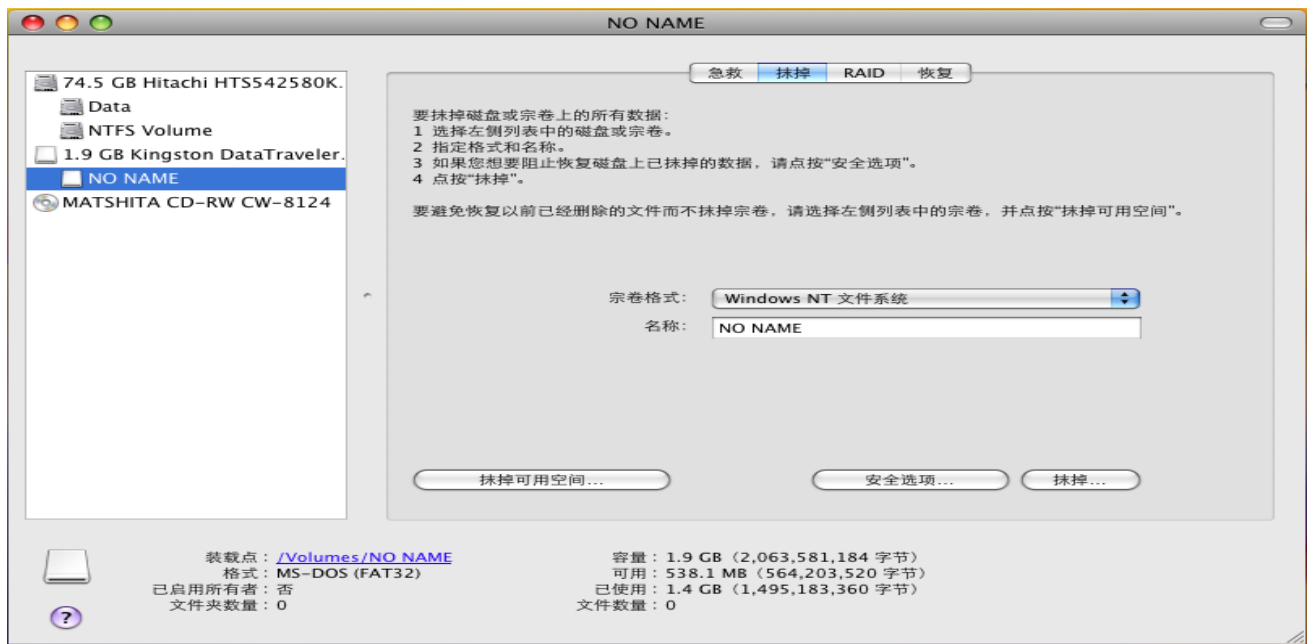 NO NAME
74.5 GB Hitachi HTS542580K.
Data
NTFS Volume
1.9 GB Kingston DataTraveler.
NO NAME
MATSHITA CD-RW CW-8124
急救 抹掉 RAID 恢复
要抹掉磁盘或宗卷上的所有数据:
1 选择左侧列表中的磁盘或宗卷。
2 指定格式和名称。
3 如果您想要阻止恢复磁盘上已抹掉的数据，请点按“安全选项”。
4 点按“抹掉”。
要避免恢复以前已经删除的文件而不抹掉宗卷，请选择左侧列表中的宗卷，并点按“抹掉可用空间”。
宗卷格式: Windows NT 文件系统
名称: NO NAME
抹掉可用空间... 安全选项... 抹掉...
装载点：/Volumes/NO NAME
格式：MS-DOS (FAT32)
已启用所有者：否
文件夹数量：0
容量：1.9 GB（2,063,581,184 字节）
可用：538.1 MB（564,203,520 字节）
已使用：1.4 GB（1,495,183,360 字节）
文件数量：0
?